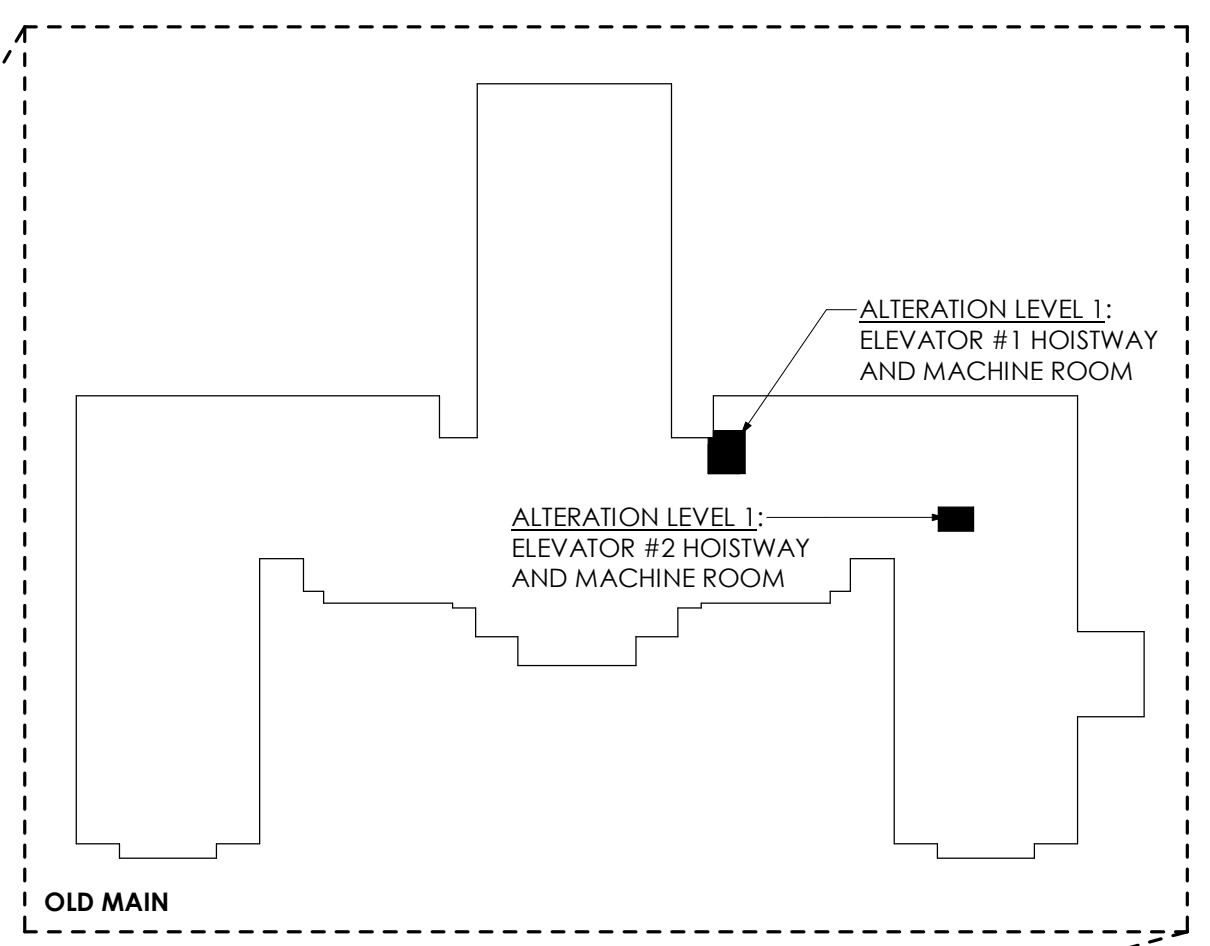 ALTERATION LEVEL 1:
ELEVATOR #1 HOISTWAY
AND MACHINE ROOM
ALTERATION LEVEL 1:
ELEVATOR #2 HOISTWAY
AND MACHINE ROOM
OLD MAIN